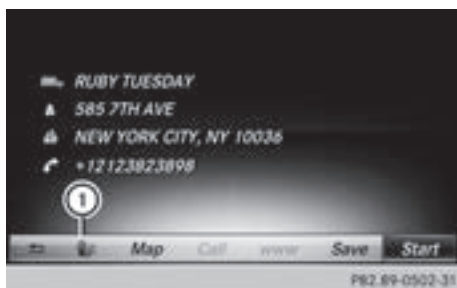 RUBY TUESDAY
585 7TH AVE
NEW YORK CITY, NY 10036
+12123823898
1
Map Call www Save Start
P82.89-0502-31